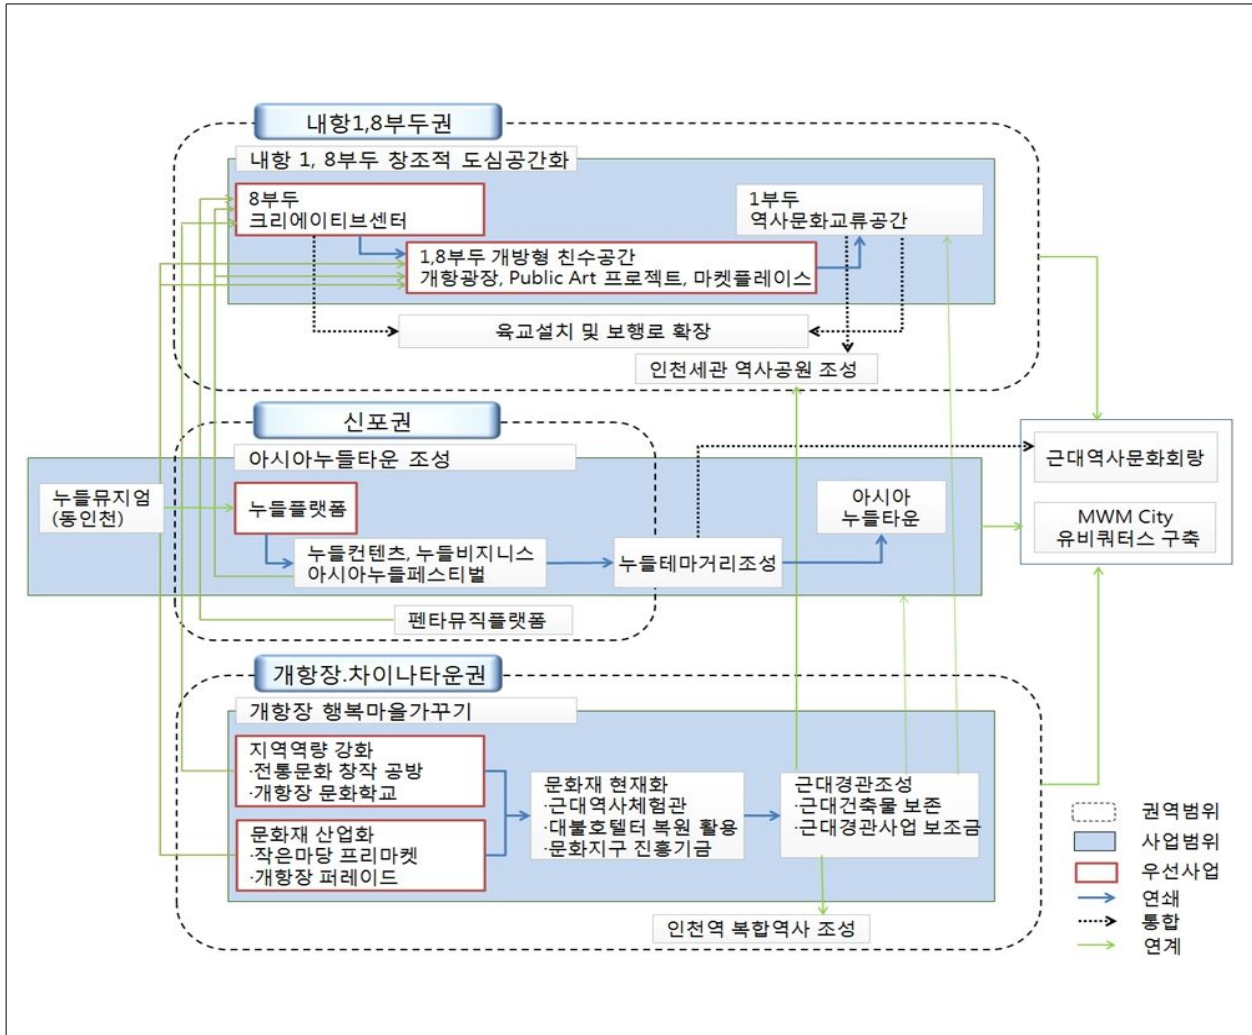 내항1,8부두권
내항 1, 8부두 창조적 도심공간화
8부두
크리에이티브센터
1부두
역사문화교류공간
1,8부두 개방형 친수공간
개항광장, Public Art 프로젝트, 마켓플레이스
육교설치 및 보행로 확장
인천세관 역사공원 조성
신포권
아시아누들타운 조성
누들뮤지엄
(동인천)
누들플랫폼
누들컨텐츠, 누들비지니스
아시아누들페스티벌
누들테마거리조성
아시아
누들타운
펜타뮤직플랫폼
근대역사문화회랑
MWM City
유비쿼터스 구축
개항장.차이나타운권
개항장 행복마을가꾸기
지역역량 강화
·전통문화 창작 공방
·개항장 문화학교
문화재 산업화
·작은마당 프리마켓
·개항장 퍼레이드
문화재 현재화
·근대역사체험관
·대불호텔터 복원 활용
·문화지구 진흥기금
근대경관조성
·근대건축물 보존
·근대경관사업 보조금
인천역 복합역사 조성
권역범위
사업범위
우선사업
연쇄
통합
연계